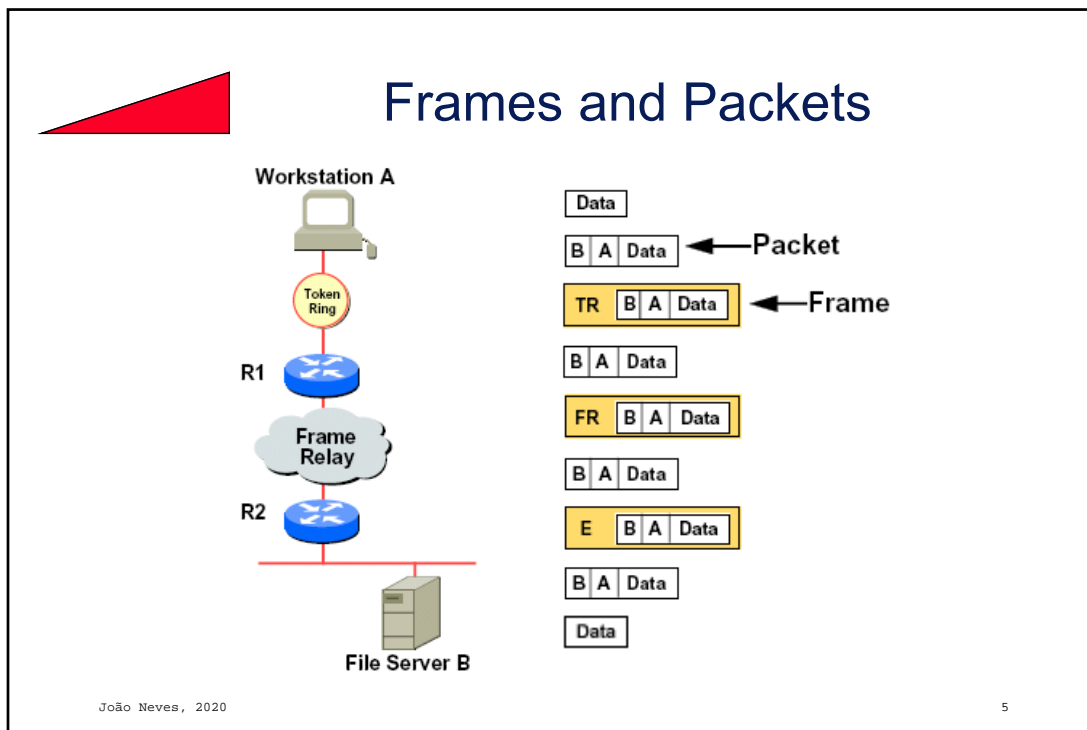 Frames and Packets
Workstation A
Token
Ring
R1
Frame
Relay
R2
File Server B
Data
B A Data
Packet
TR B A Data
Frame
B A Data
FR B A Data
B A Data
E B A Data
B A Data
Data
João Neves, 2020
5